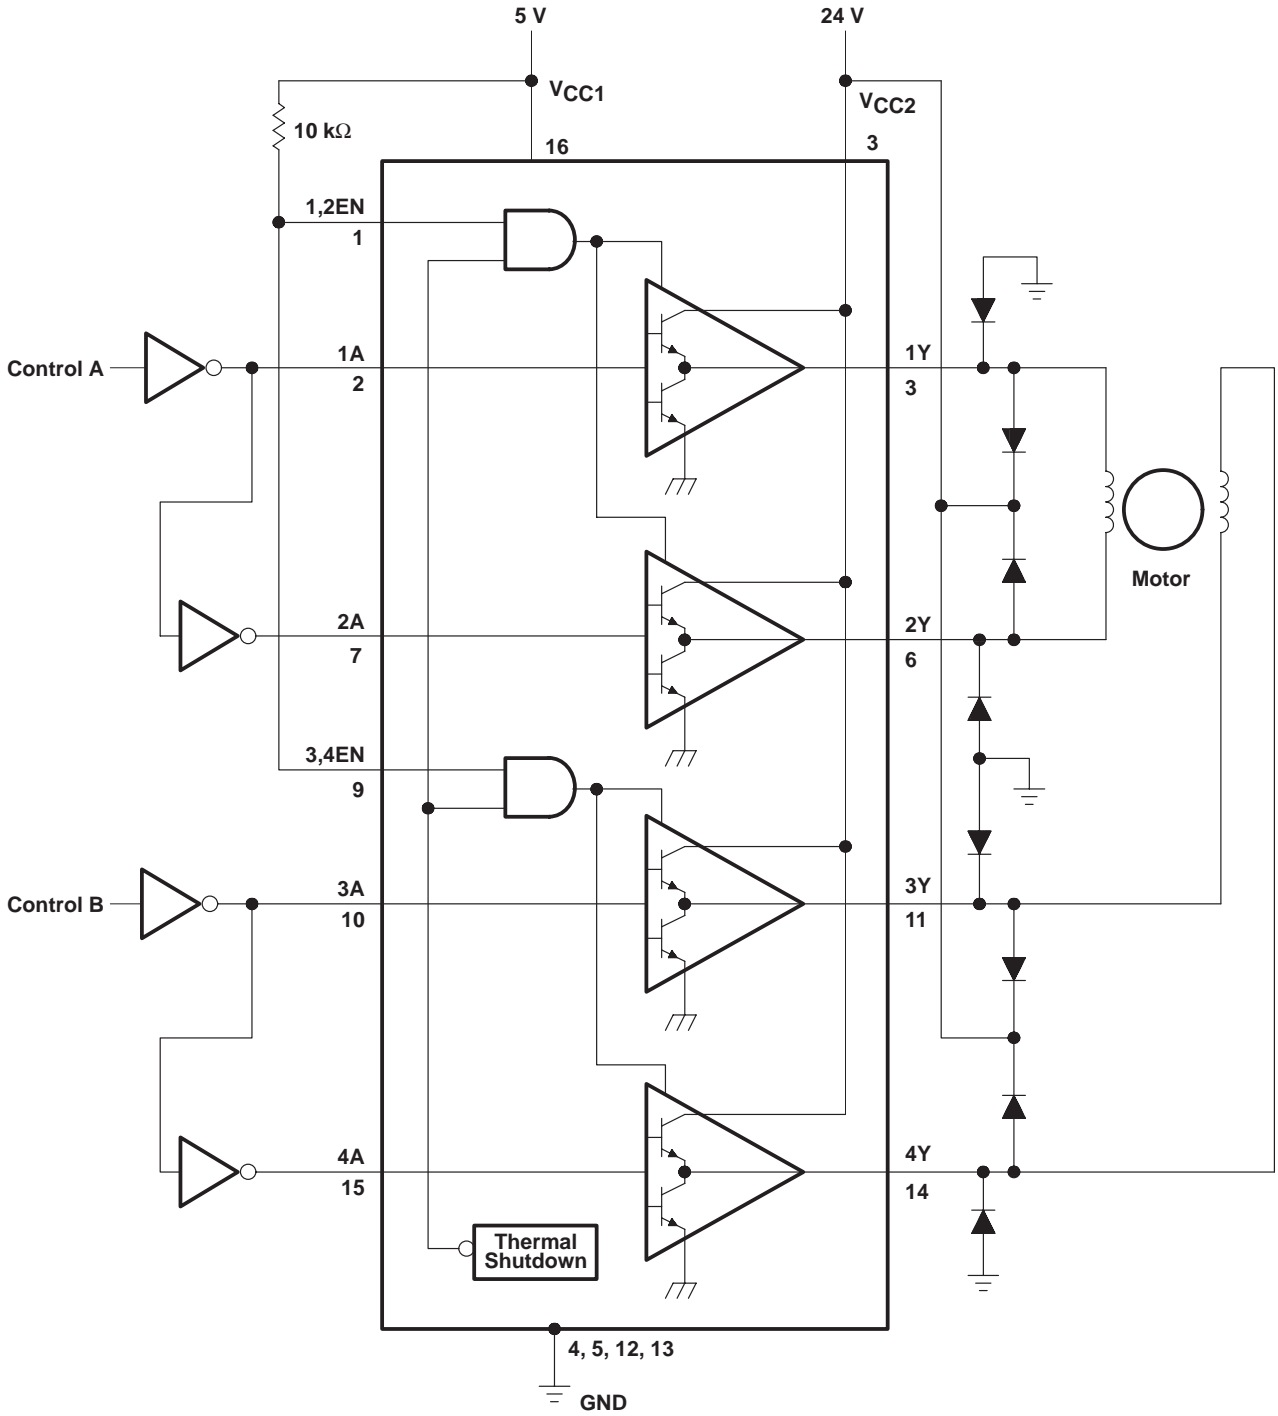 5 V
24 V
VCC1
VCC2
10 kΩ
16
3
1,2EN
1
Control A
1A
2
1Y
3
Motor
2A
7
2Y
6
3,4EN
9
Control B
3A
10
3Y
11
4A
15
4Y
14
Thermal
Shutdown
4, 5, 12, 13
GND